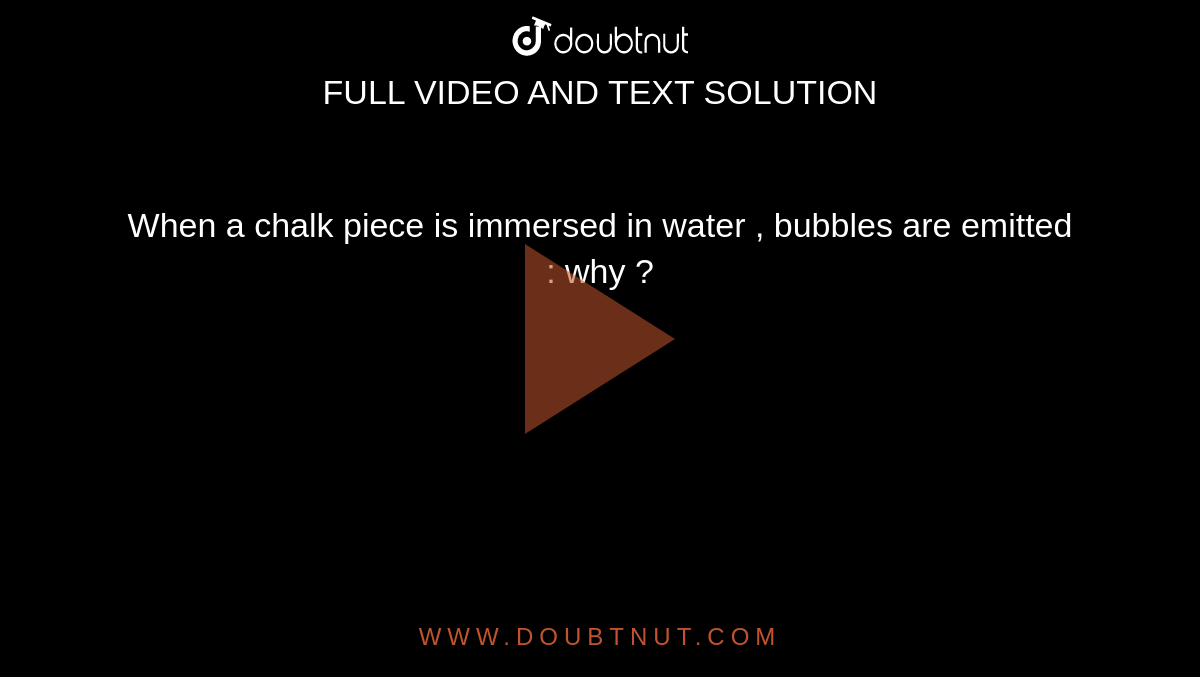 doubtnut
FULL VIDEO AND TEXT SOLUTION
When a chalk piece is immersed in water , bubbles are emitted
: why ?
WWW.DOUBTNUT.COM